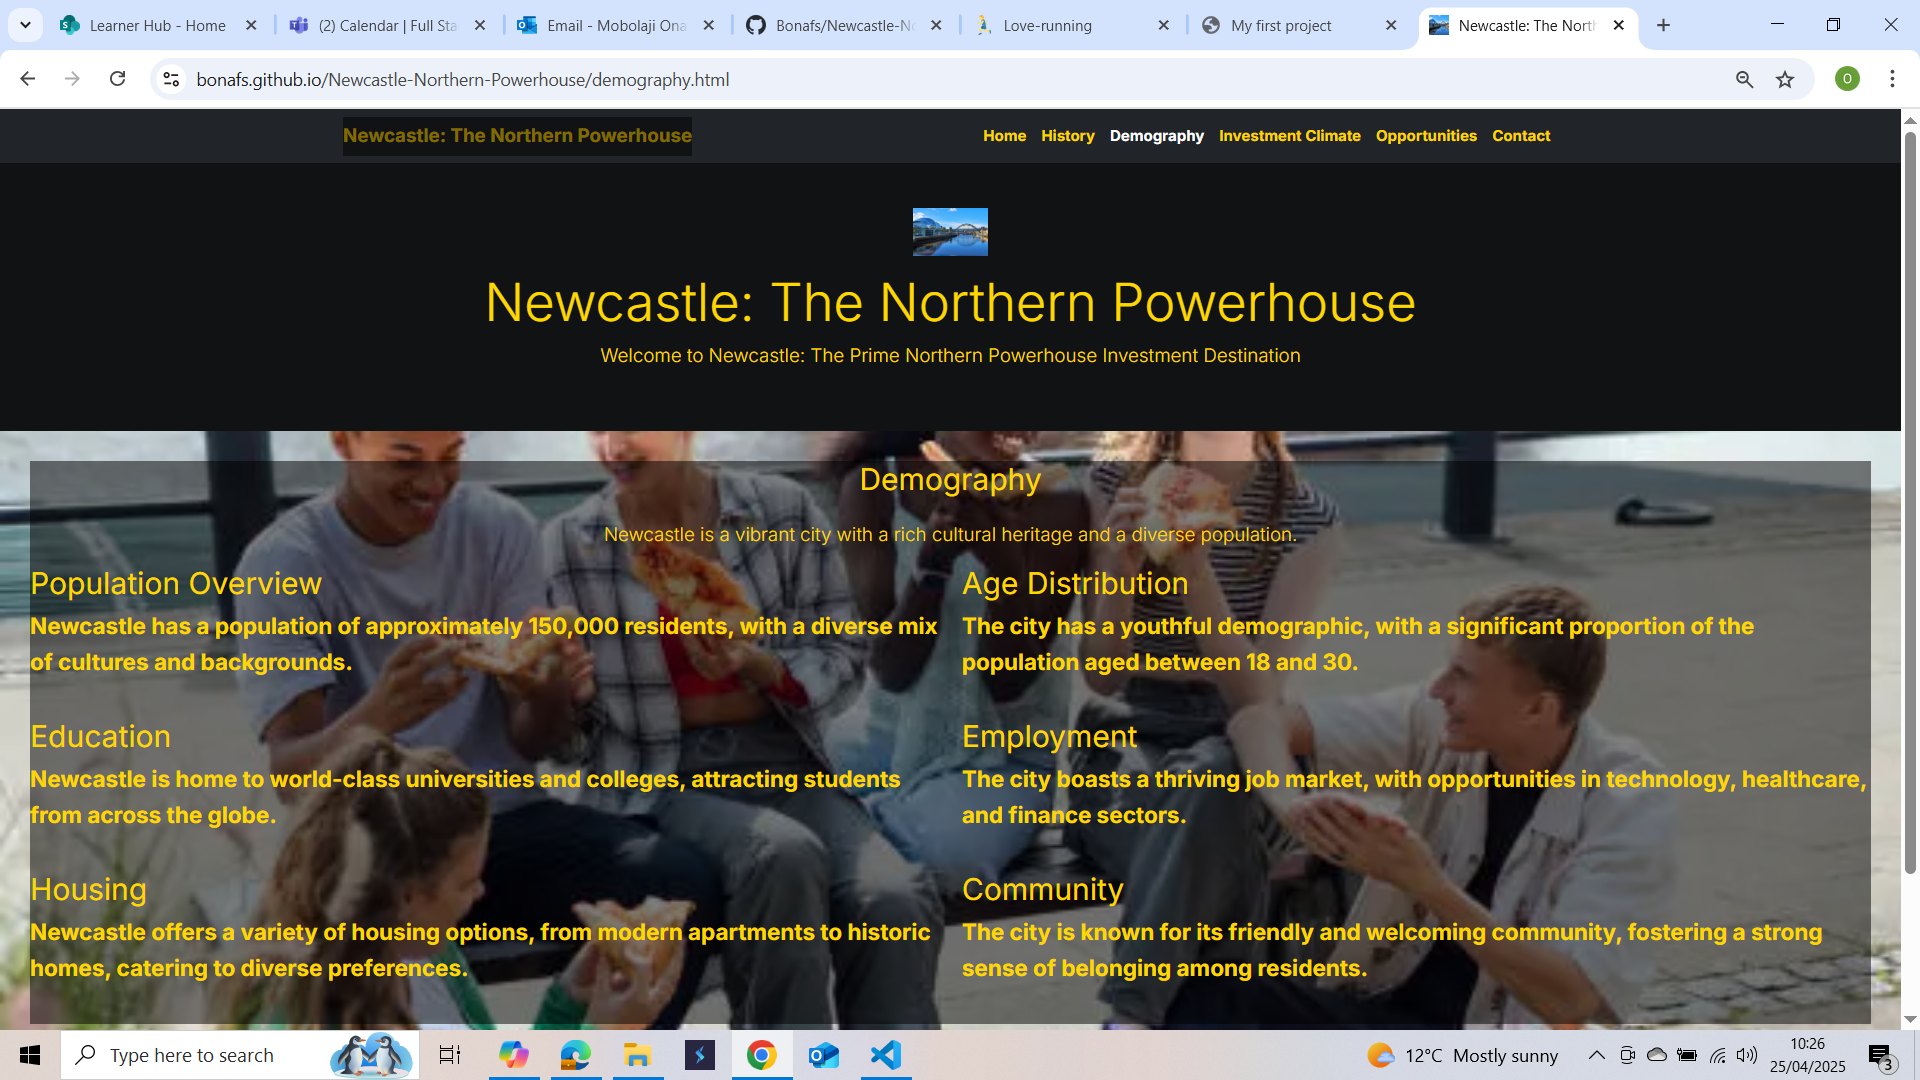 Learner Hub - Home
(2) Calendar | Full Sta
Email - Mobolaji Ona
Bonafs/Newcastle-No
Love-running
My first project
Newcastle: The North
bonafs.github.io/Newcastle-Northern-Powerhouse/demography.html
O
Newcastle: The Northern Powerhouse
Home History Demography Investment Climate Opportunities Contact
Newcastle: The Northern Powerhouse
Welcome to Newcastle: The Prime Northern Powerhouse Investment Destination
Demography
Newcastle is a vibrant city with a rich cultural heritage and a diverse population.
Population Overview
Newcastle has a population of approximately 150,000 residents, with a diverse mix
of cultures and backgrounds.
Age Distribution
The city has a youthful demographic, with a significant proportion of the
population aged between 18 and 30.
Education
Newcastle is home to world-class universities and colleges, attracting students
from across the globe.
Employment
The city boasts a thriving job market, with opportunities in technology, healthcare,
and finance sectors.
Housing
Newcastle offers a variety of housing options, from modern apartments to historic
homes, catering to diverse preferences.
Community
The city is known for its friendly and welcoming community, fostering a strong
sense of belonging among residents.
Type here to search
12°C Mostly sunny
10:26
25/04/2025
3